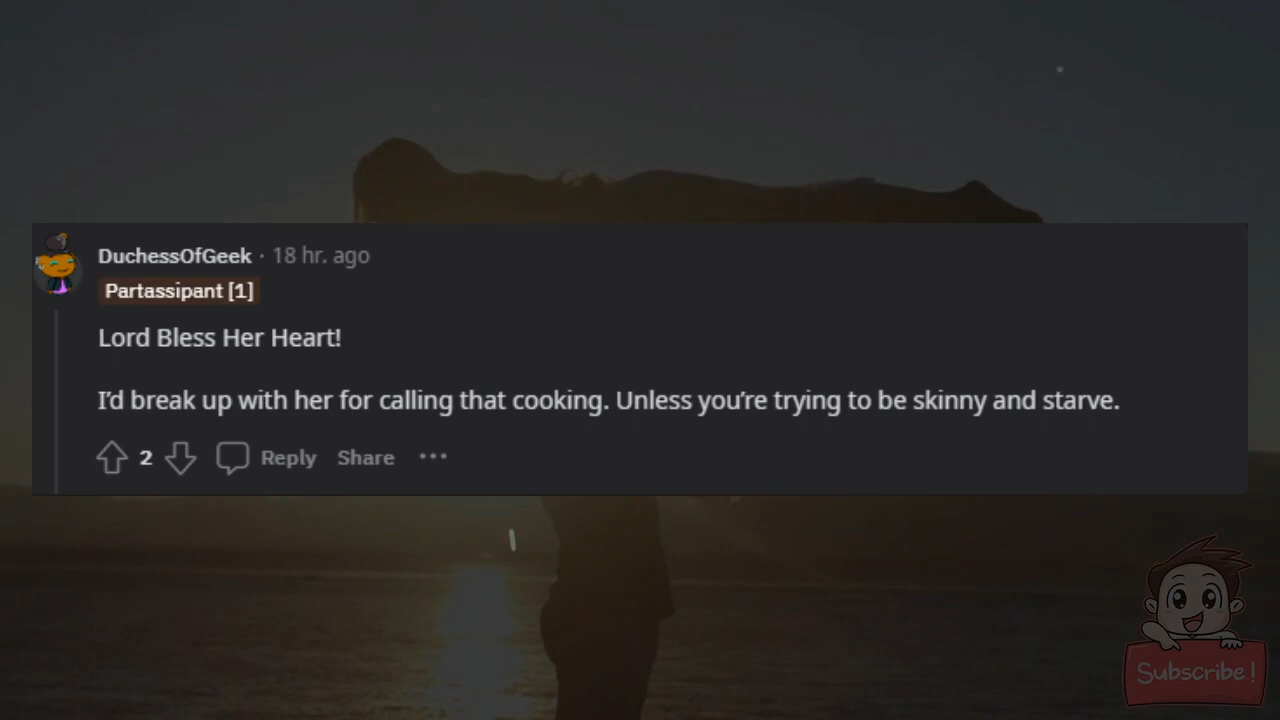 DuchessOfGeek · 18 hr. ago
Partassipant [1]
Lord Bless Her Heart!
I’d break up with her for calling that cooking. Unless you’re trying to be skinny and starve.
2 Reply Share ···
Subscribe!